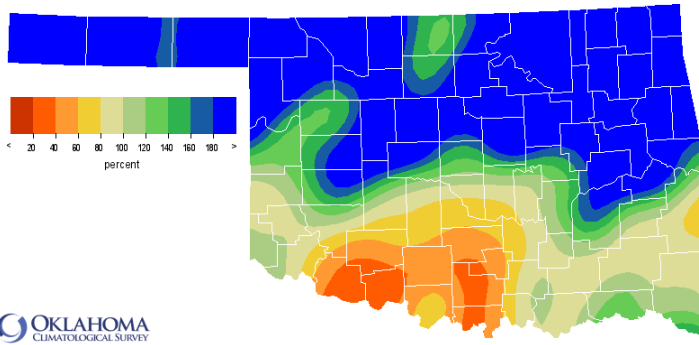 < 20 40 60 80 100 120 140 160 180 >
percent
OKLAHOMA
CLIMATOLOGICAL SURVEY